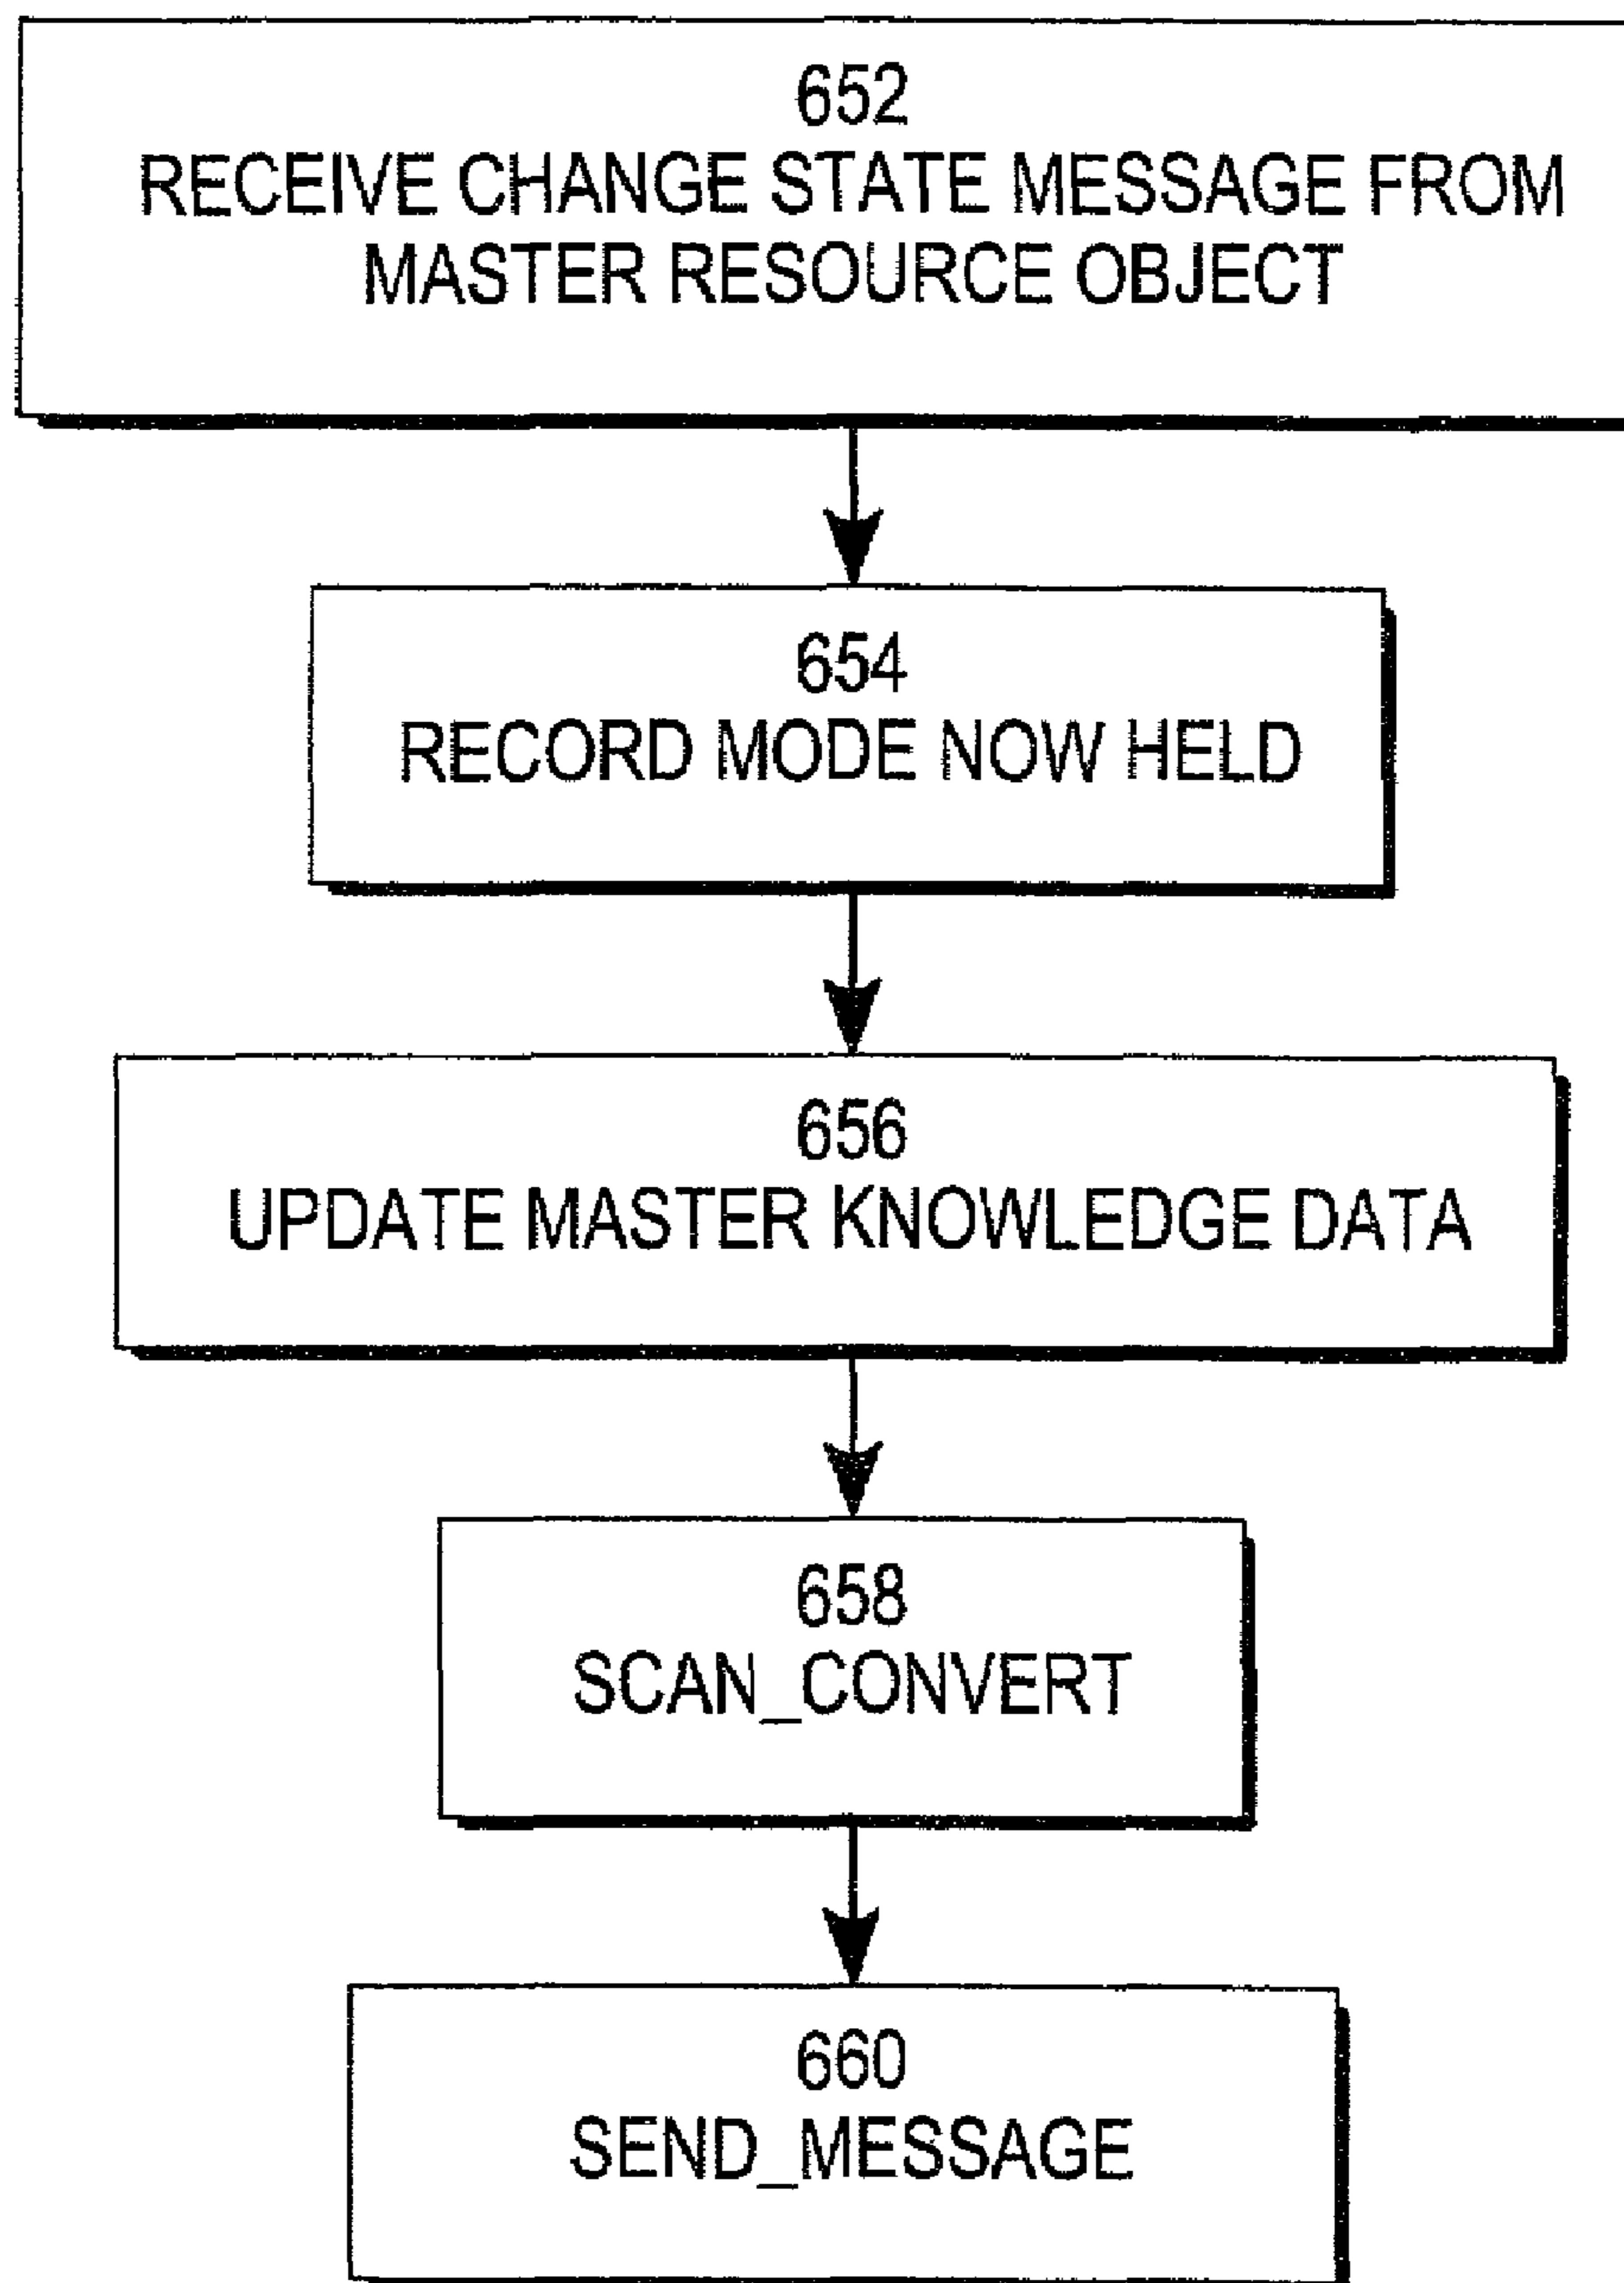 652
RECEIVE CHANGE STATE MESSAGE FROM
MASTER RESOURCE OBJECT
654
RECORD MODE NOW HELD
656
UPDATE MASTER KNOWLEDGE DATA
658
SCAN_CONVERT
660
SEND_MESSAGE